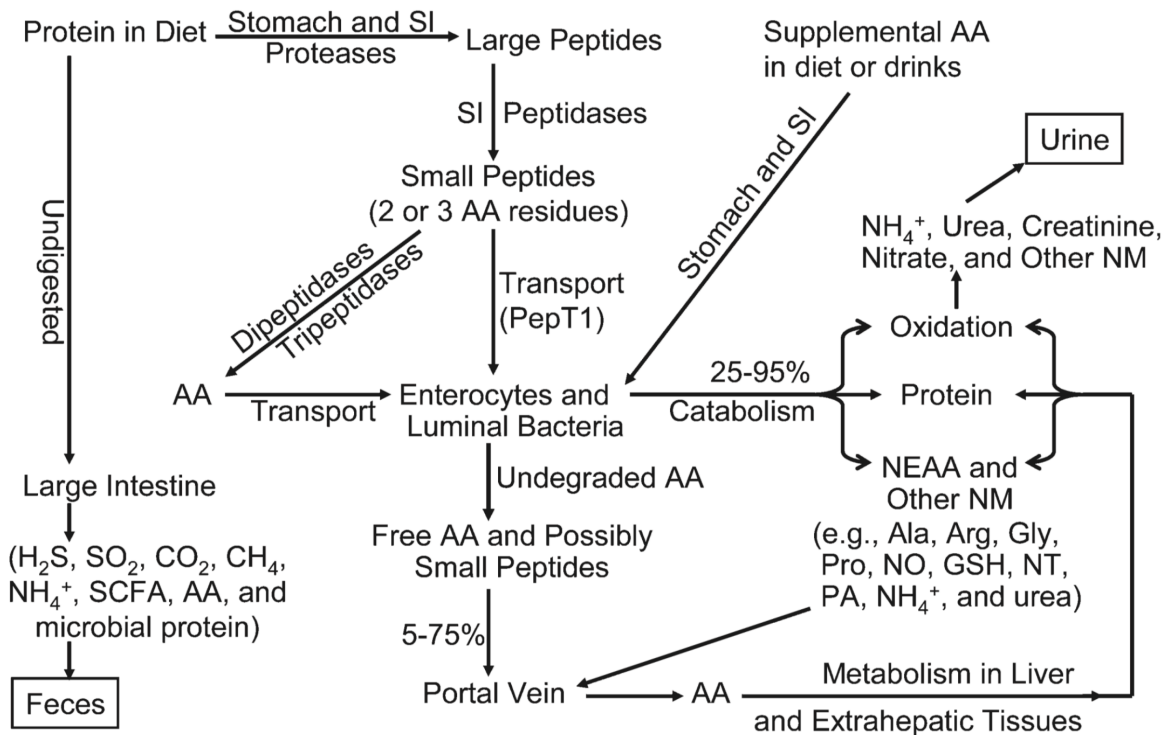 Protein in Diet
Stomach and SI
Proteases
Large Peptides
Supplemental AA
in diet or drinks
SI Peptidases
Stomach and SI
Urine
Small Peptides
(2 or 3 AA residues)
Undigested
Dipeptidases
Tripeptidases
Transport
(PepT1)
NH₄⁺, Urea, Creatinine,
Nitrate, and Other NM
Oxidation
AA
Transport
Enterocytes and
Luminal Bacteria
25-95%
Catabolism
Protein
Undegraded AA
NEAA and
Other NM
(e.g., Ala, Arg, Gly,
Pro, NO, GSH, NT,
PA, NH₄⁺, and urea)
Large Intestine
(H₂S, SO₂, CO₂, CH₄,
NH₄⁺, SCFA, AA, and
microbial protein)
Feces
Free AA and Possibly
Small Peptides
5-75%
Portal Vein
AA
Metabolism in Liver
and Extrahepatic Tissues